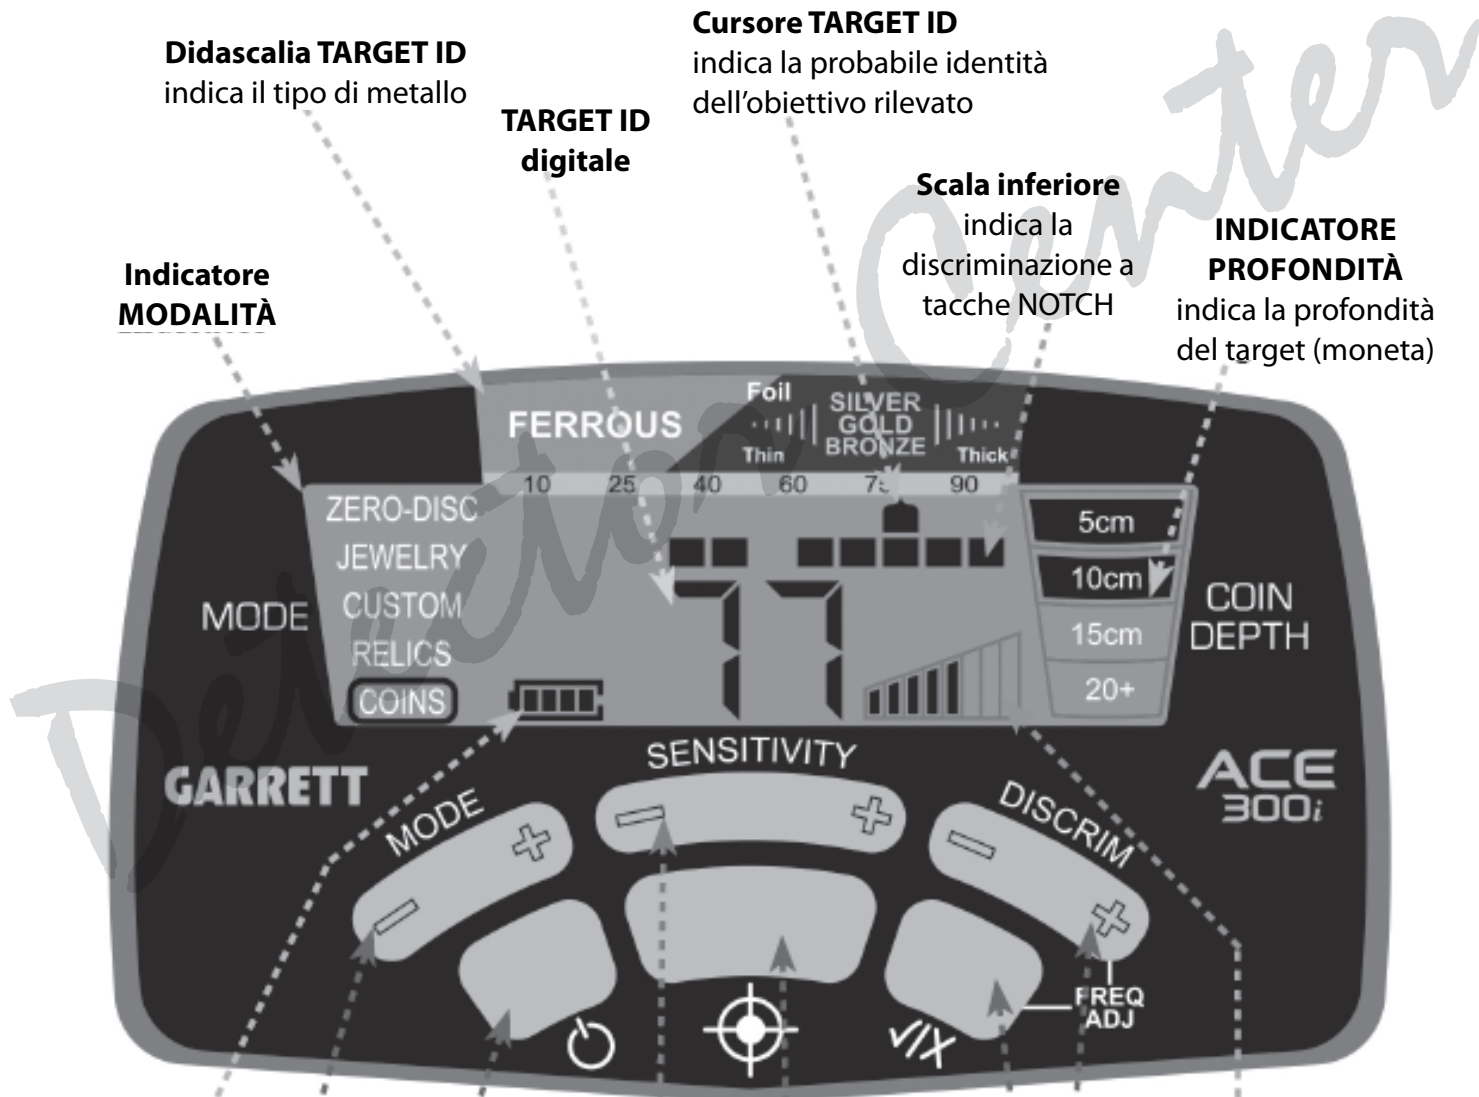 Didascalia TARGET ID
indica il tipo di metallo
TARGET ID
digitale
Cursore TARGET ID
indica la probabile identità
dell'obiettivo rilevato
Scala inferiore
indica la
discriminazione a
tacche NOTCH
INDICATORE
PROFONDITÀ
indica la profondità
del target (moneta)
Indicatore
MODALITÀ
FERROUS
Foil
Thin
SILVER
GOLD
BRONZE
Thick
10 25 40 60 75 90
MODE
ZERO-DISC
JEWELRY
CUSTOM
RELICS
COINS
77
5cm
10cm
15cm
20+
COIN
DEPTH
GARRETT
ACE
300i
MODE
- +
SENSITIVITY
- +
DISCRIM
- +
FREQ
ADJ
✓/X
Detector Center